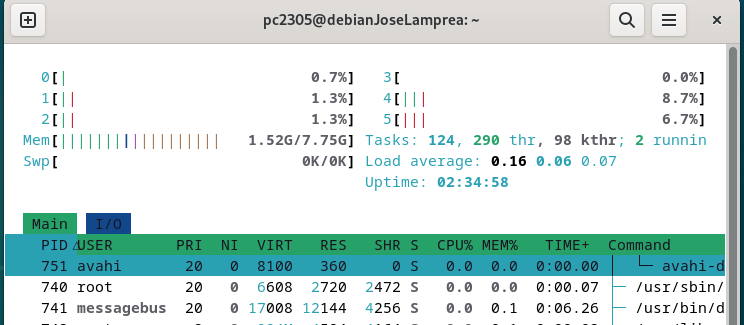 pc2305@debianJoseLamprea: ~
0[| 0.7%] 3[ 0.0%]
1[|| 1.3%] 4[||| 8.7%]
2[|| 1.3%] 5[||| 6.7%]
Mem[|||||||||||||||||| 1.52G/7.75G] Tasks: 124, 290 thr, 98 kthr; 2 runnin
Swp[ 0K/0K] Load average: 0.16 0.06 0.07
Uptime: 02:34:58
Main I/O
PID△USER PRI NI VIRT RES SHR S CPU% MEM% TIME+ Command
751 avahi 20 0 8100 360 0 S 0.0 0.0 0:00.00 │ └─ avahi-d
740 root 20 0 6608 2720 2472 S 0.0 0.0 0:00.07 ├─ /usr/sbin/
741 messagebus 20 0 17008 12144 4256 S 0.0 0.1 0:06.26 ├─ /usr/bin/d